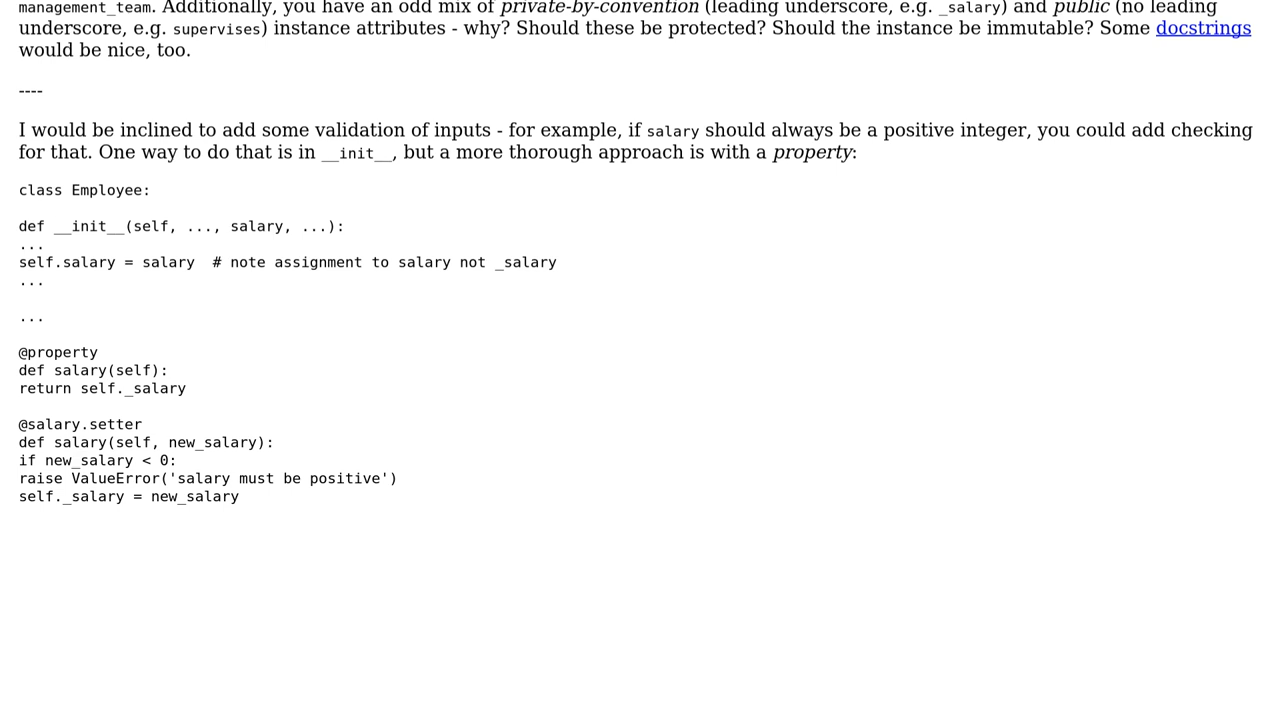 management_team. Additionally, you have an odd mix of private-by-convention (leading underscore, e.g. _salary) and public (no leading
underscore, e.g. supervises) instance attributes - why? Should these be protected? Should the instance be immutable? Some docstrings
would be nice, too.
----
I would be inclined to add some validation of inputs - for example, if salary should always be a positive integer, you could add checking
for that. One way to do that is in __init__, but a more thorough approach is with a property:
class Employee:
def __init__(self, ..., salary, ...):
...
self.salary = salary  # note assignment to salary not _salary
...
...
@property
def salary(self):
return self._salary
@salary.setter
def salary(self, new_salary):
if new_salary < 0:
raise ValueError('salary must be positive')
self._salary = new_salary